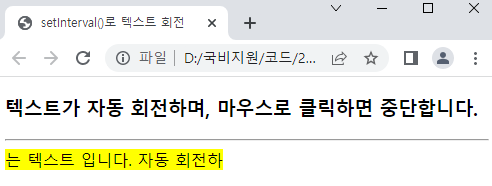 setInterval()로 텍스트 회전
파일 D:/국비지원/코드/2...
텍스트가 자동 회전하며, 마우스로 클릭하면 중단합니다.
는 텍스트 입니다. 자동 회전하